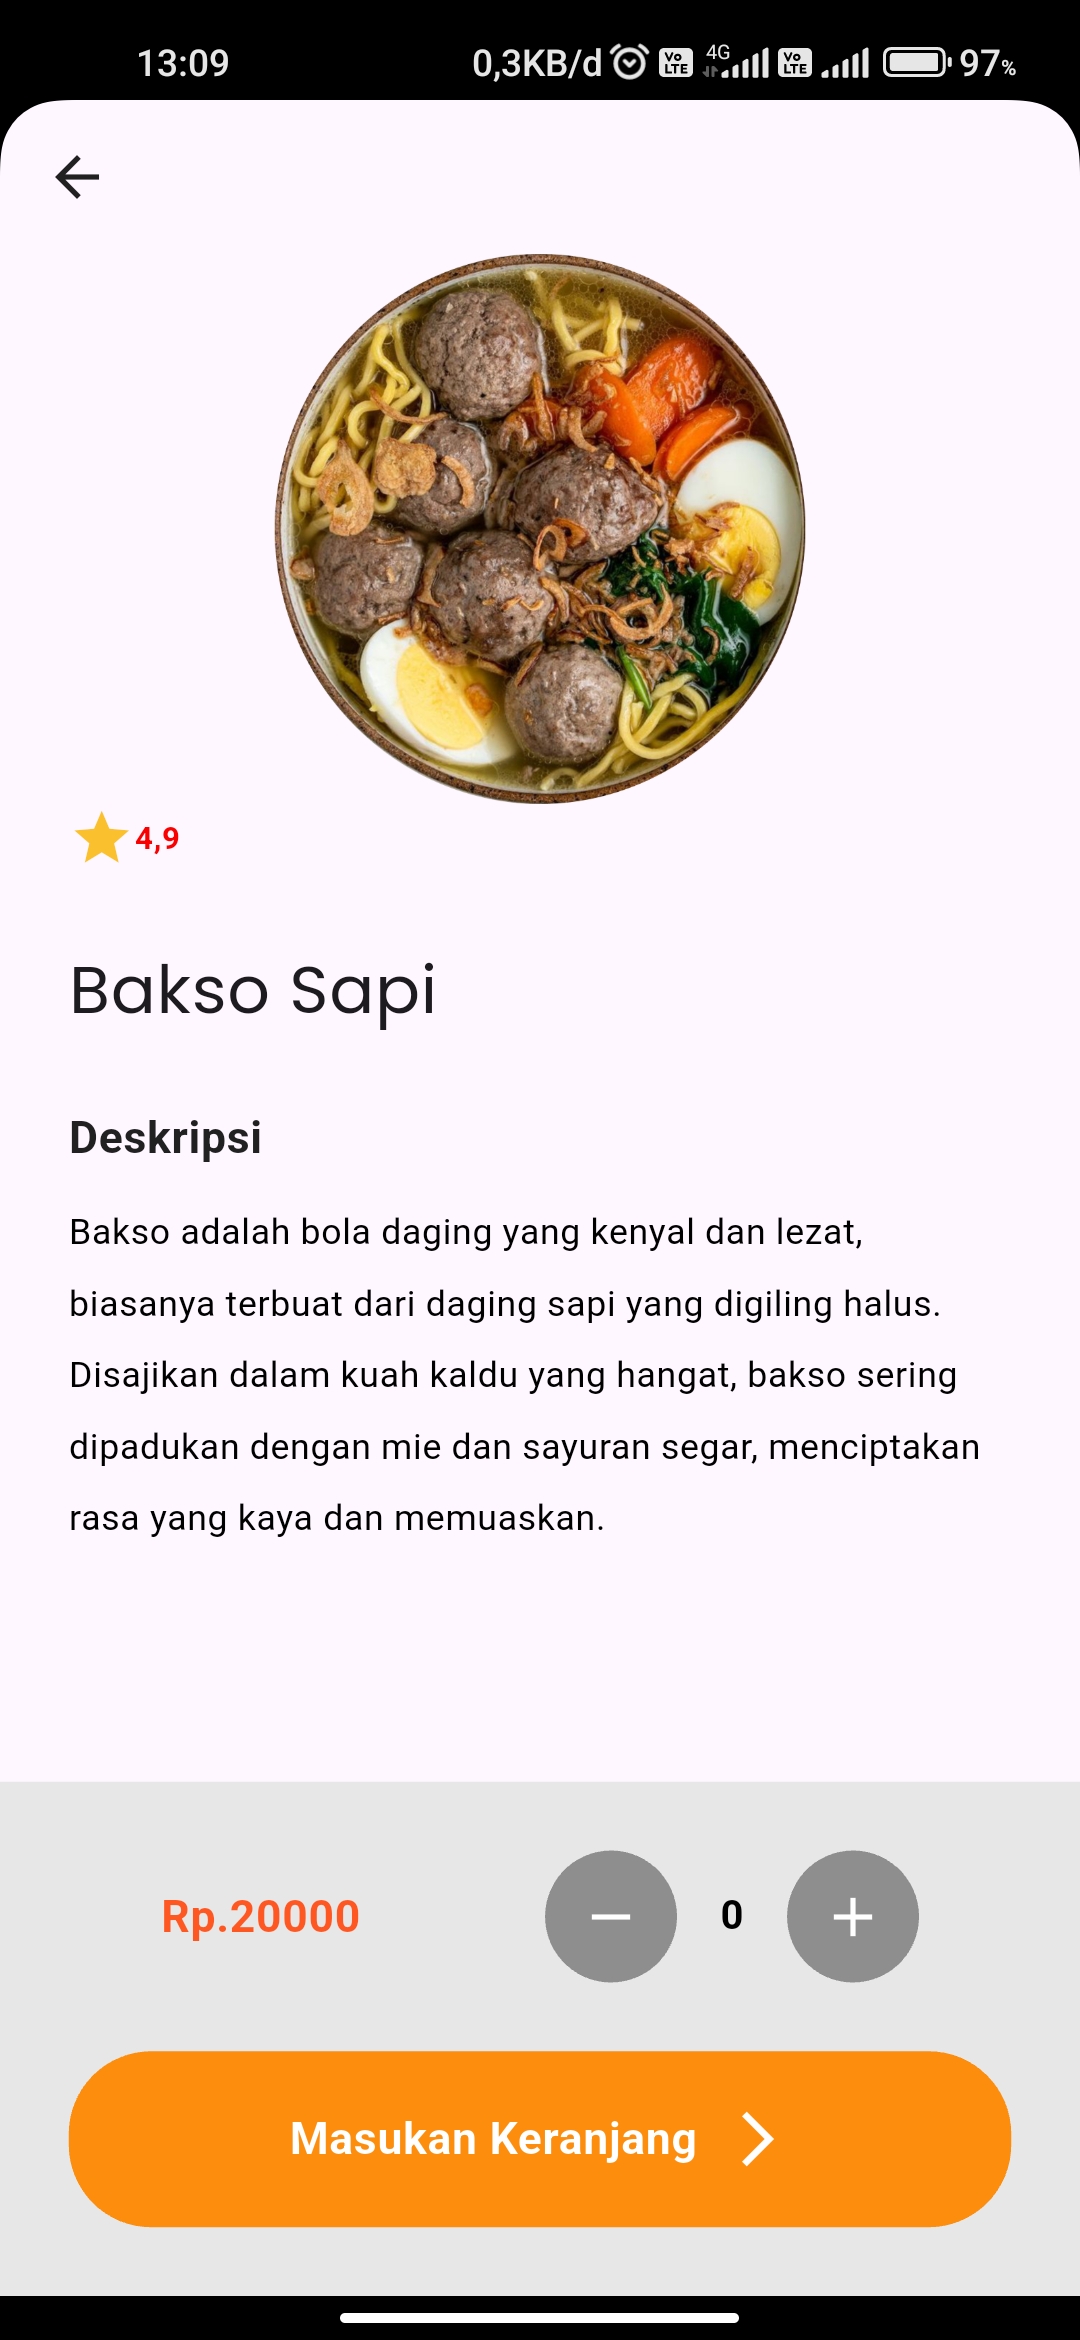 13:09 0,3KB/d Vo LTE 4G Vo LTE 97%
4,9
Bakso Sapi
Deskripsi
Bakso adalah bola daging yang kenyal dan lezat,
biasanya terbuat dari daging sapi yang digiling halus.
Disajikan dalam kuah kaldu yang hangat, bakso sering
dipadukan dengan mie dan sayuran segar, menciptakan
rasa yang kaya dan memuaskan.
Rp.20000 0
Masukan Keranjang